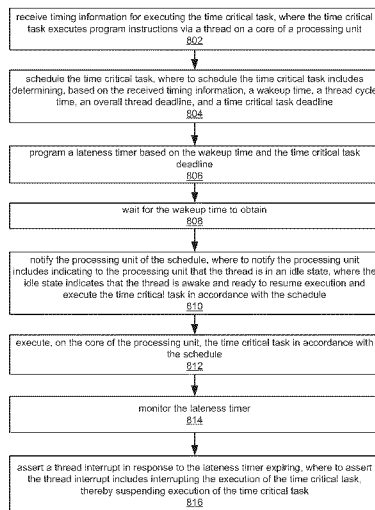 receive timing information for executing the time critical task, where the time critical
task executes program instructions via a thread on a core of a processing unit
802
schedule the time critical task, where to schedule the time critical task includes
determining, based on the received timing information, a wakeup time, a thread cycle
time, an overall thread deadline, and a time critical task deadline
804
program a lateness timer based on the wakeup time and the time critical task
deadline
806
wait for the wakeup time to obtain
808
notify the processing unit of the schedule, where to notify the processing unit
includes indicating to the processing unit that the thread is in an idle state, where the
idle state indicates that the thread is awake and ready to resume execution and
execute the time critical task in accordance with the schedule
810
execute, on the core of the processing unit, the time critical task in accordance with
the schedule
812
monitor the lateness timer
814
assert a thread interrupt in response to the lateness timer expiring, where to assert
the thread interrupt includes interrupting the execution of the time critical task,
thereby suspending execution of the time critical task
816